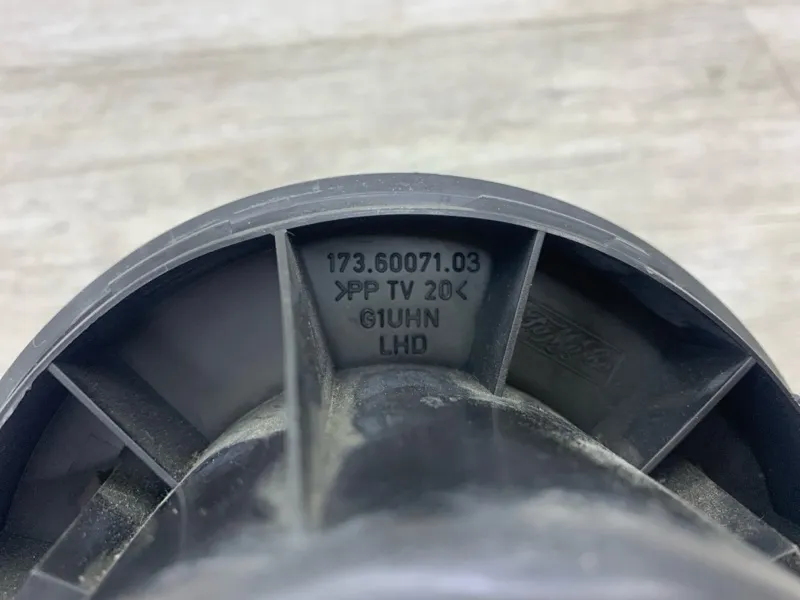 173.60071.03
>PP TV 20<
G1UHN
LHD